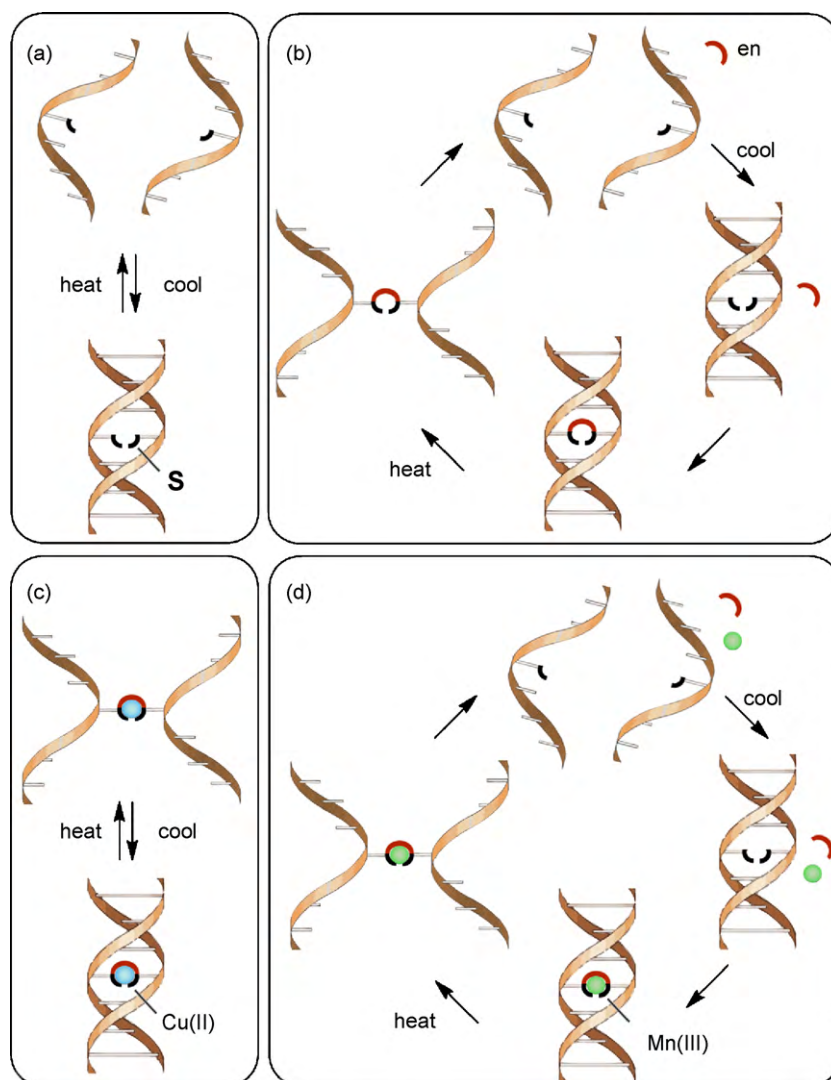 (a)
heat
cool
S
(b)
en
cool
heat
(c)
heat
cool
Cu(II)
(d)
cool
heat
Mn(III)